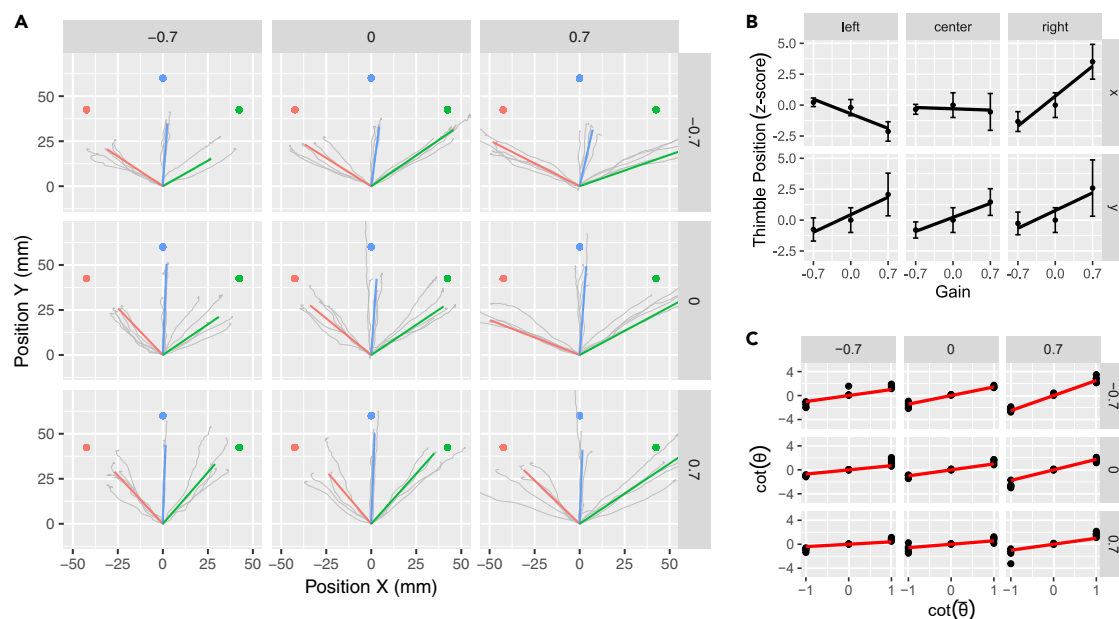 A
−0.7 0 0.7
50
25
0
−0.7
50
25
0
0
50
25
0
0.7
Position Y (mm)
−50 −25 0 25 50 −50 −25 0 25 50 −50 −25 0 25 50
Position X (mm)
B
left center right
5.0
2.5
0.0
-2.5
x
5.0
2.5
0.0
-2.5
y
Thimble Position (z-score)
-0.7 0.0 0.7 -0.7 0.0 0.7 -0.7 0.0 0.7
Gain
C
−0.7 0 0.7
4
0
−4
−0.7
4
0
−4
0
4
0
−4
0.7
cot(θ)
−1 0 1 −1 0 1 −1 0 1
cot(θ̅)